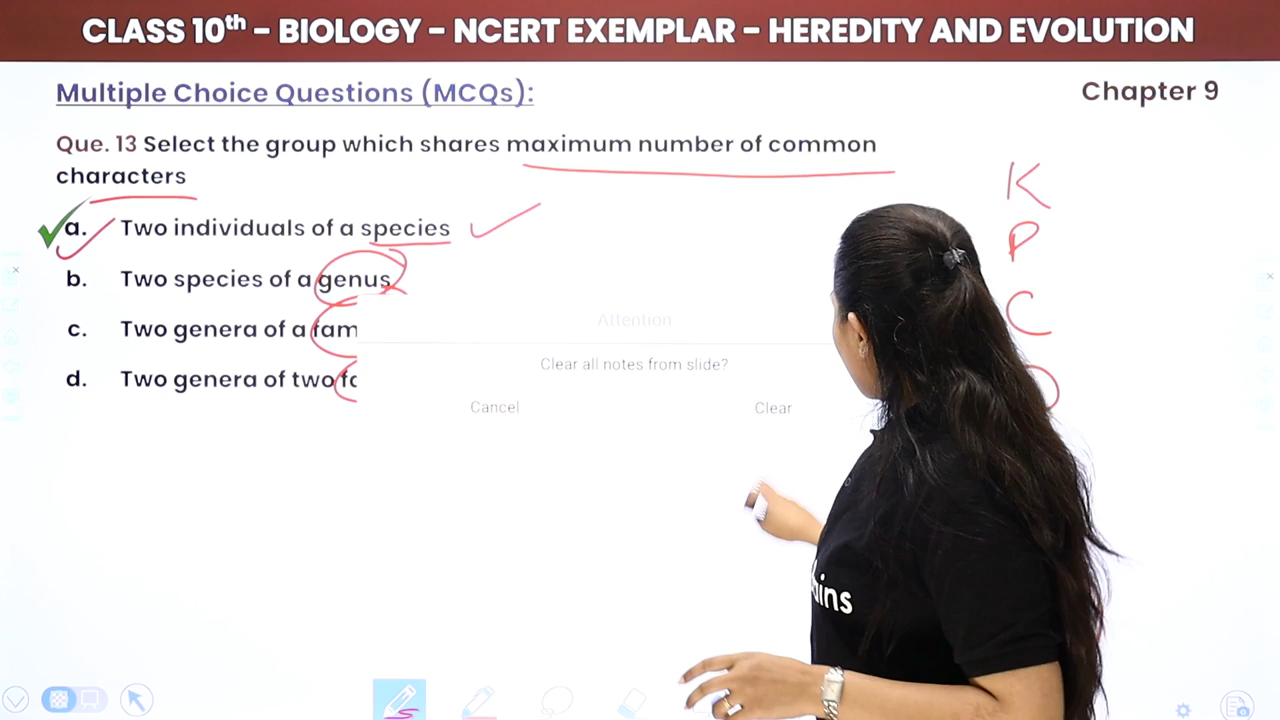 CLASS 10th – BIOLOGY – NCERT EXEMPLAR – HEREDITY AND EVOLUTION
Multiple Choice Questions (MCQs):
Chapter 9
Que. 13 Select the group which shares maximum number of common
characters
a. Two individuals of a species
b. Two species of a genus
c. Two genera of a fam
d. Two genera of two
K
P
C
Attention
Clear all notes from slide?
Cancel
Clear
ains